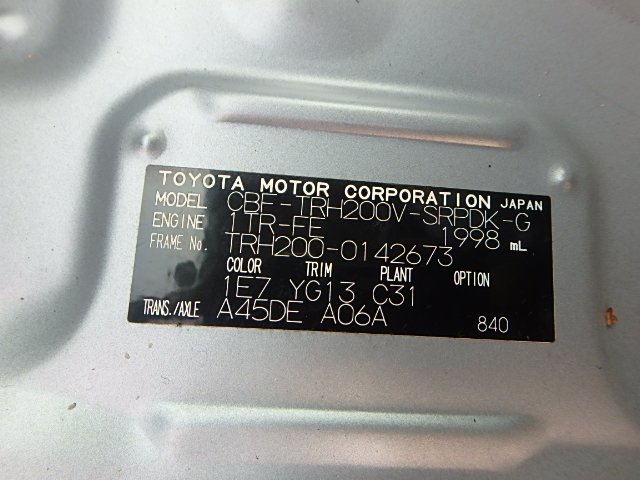 TOYOTA MOTOR CORPORATION JAPAN
MODEL CBF-TRH200V-SRPDK-G
ENGINE 1TR-FE 1998 mL
FRAME No. TRH200-0142673
COLOR TRIM PLANT OPTION
1E7 YG13 C31
TRANS./AXLE A45DE A06A 840